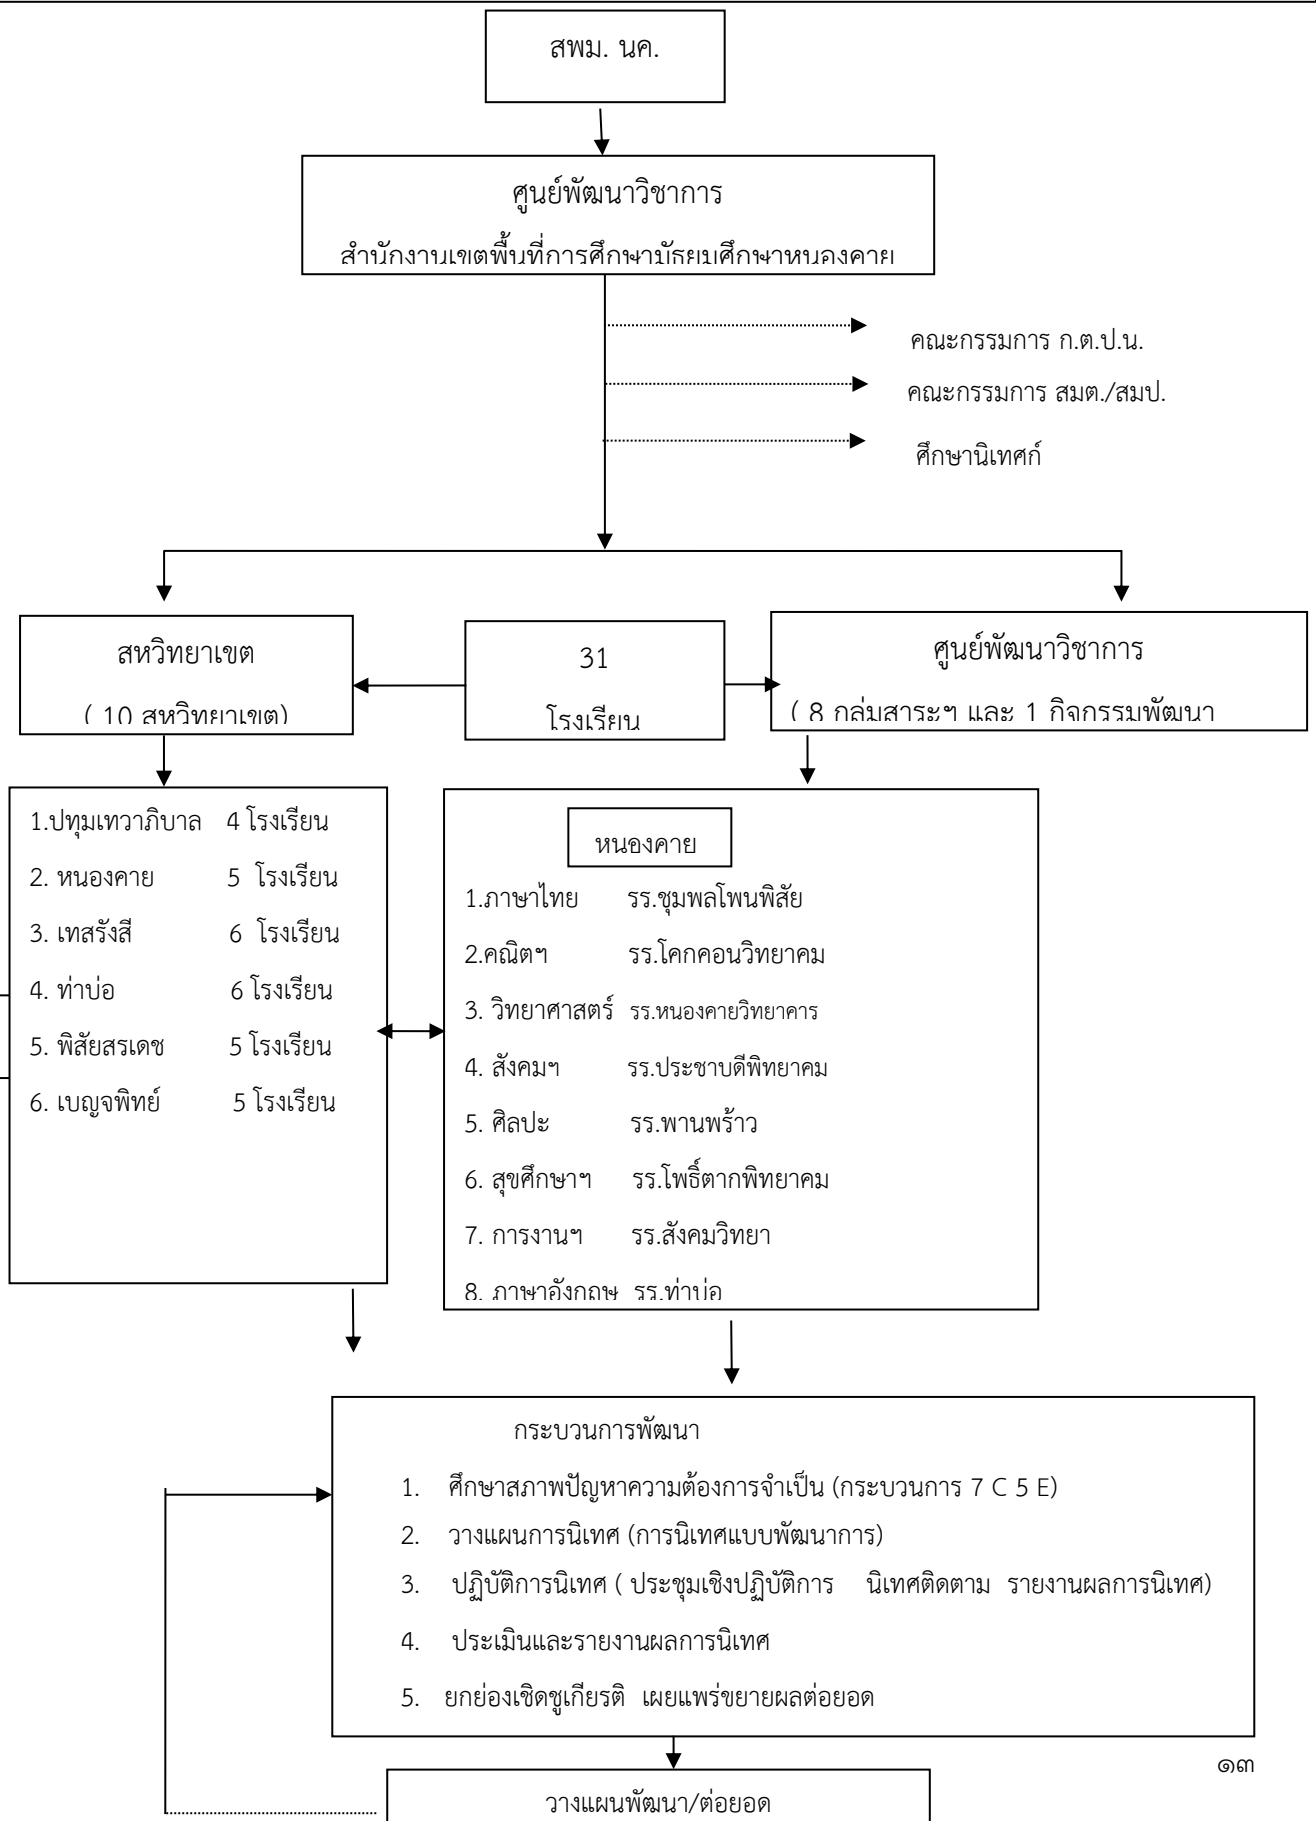 สพม. นค.
ศูนย์พัฒนาวิชาการ
สำนักงานเขตพื้นที่การศึกษามัธยมศึกษาหนองคาย
คณะกรรมการ ก.ต.ป.น.
คณะกรรมการ สมต./สมป.
ศึกษานิเทศก์
สหวิทยาเขต
( 10 สหวิทยาเขต)
31
โรงเรียน
ศูนย์พัฒนาวิชาการ
( 8 กลุ่มสาระฯ และ 1 กิจกรรมพัฒนา
1.ปทุมเทวาภิบาล 4 โรงเรียน
2. หนองคาย 5 โรงเรียน
3. เทสรังสี 6 โรงเรียน
4. ท่าบ่อ 6 โรงเรียน
5. พิสัยสรเดช 5 โรงเรียน
6. เบญจพิทย์ 5 โรงเรียน
หนองคาย
1.ภาษาไทย รร.ชุมพลโพนพิสัย
2.คณิตฯ รร.โคกคอนวิทยาคม
3. วิทยาศาสตร์ รร.หนองคายวิทยาคาร
4. สังคมฯ รร.ประชาบดีพิทยาคม
5. ศิลปะ รร.พานพร้าว
6. สุขศึกษาฯ รร.โพธิ์ตากพิทยาคม
7. การงานฯ รร.สังคมวิทยา
8. ภาษาอังกฤษ รร.ท่าบ่อ
กระบวนการพัฒนา
1. ศึกษาสภาพปัญหาความต้องการจำเป็น (กระบวนการ 7 C 5 E)
2. วางแผนการนิเทศ (การนิเทศแบบพัฒนาการ)
3. ปฏิบัติการนิเทศ ( ประชุมเชิงปฏิบัติการ นิเทศติดตาม รายงานผลการนิเทศ)
4. ประเมินและรายงานผลการนิเทศ
5. ยกย่องเชิดชูเกียรติ เผยแพร่ขยายผลต่อยอด
๑๓
วางแผนพัฒนา/ต่อยอด